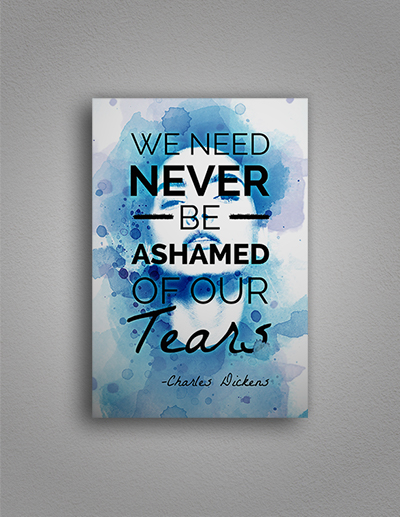 WE NEED
NEVER
BE
ASHAMED
OF OUR
Tears
-Charles Dickens